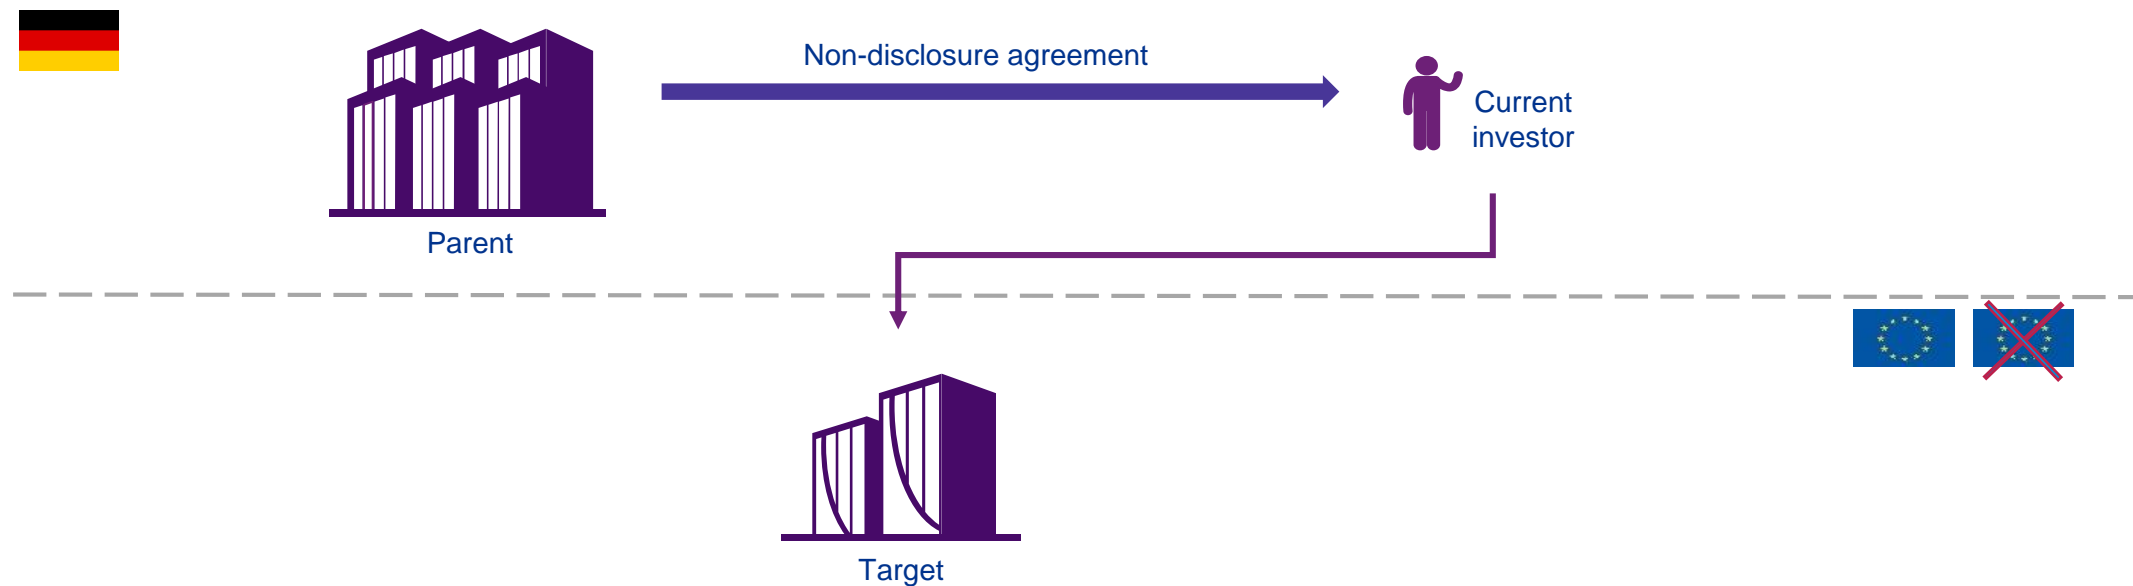 Non-disclosure agreement
Current
investor
Parent
Target